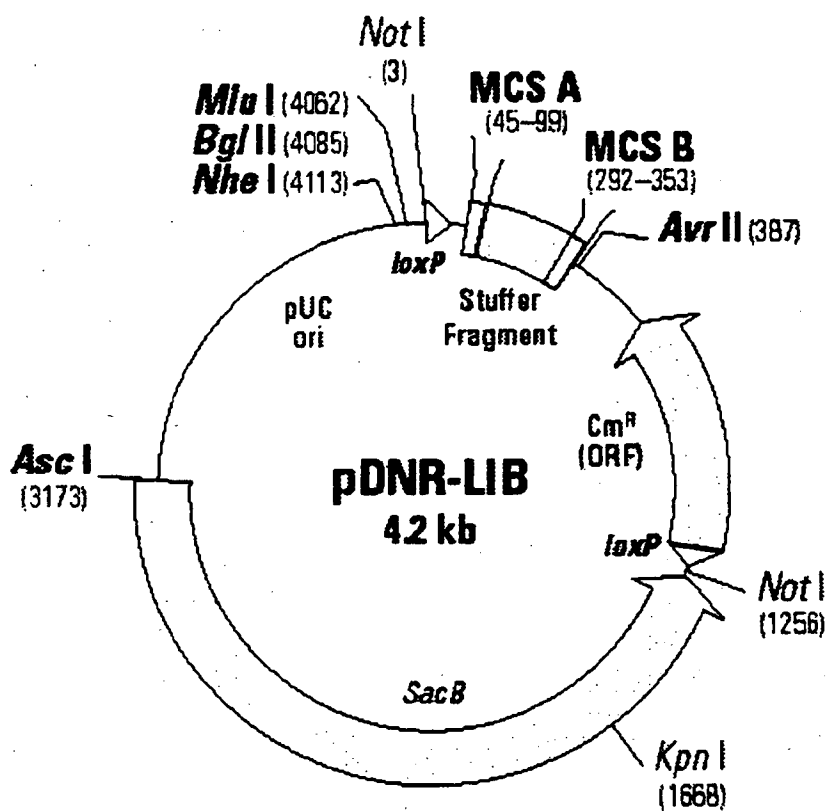 Not I
(3)
MCS A
(45–99)
Mlu I (4062)
Bgl II (4085)
Nhe I (4113)
MCS B
(292–353)
Avr II (387)
loxP
Stuffer
Fragment
pUC
ori
CmR
(ORF)
Asc I
(3173)
pDNR-LIB
4.2 kb
loxP
Not I
(1256)
SacB
Kpn I
(1668)